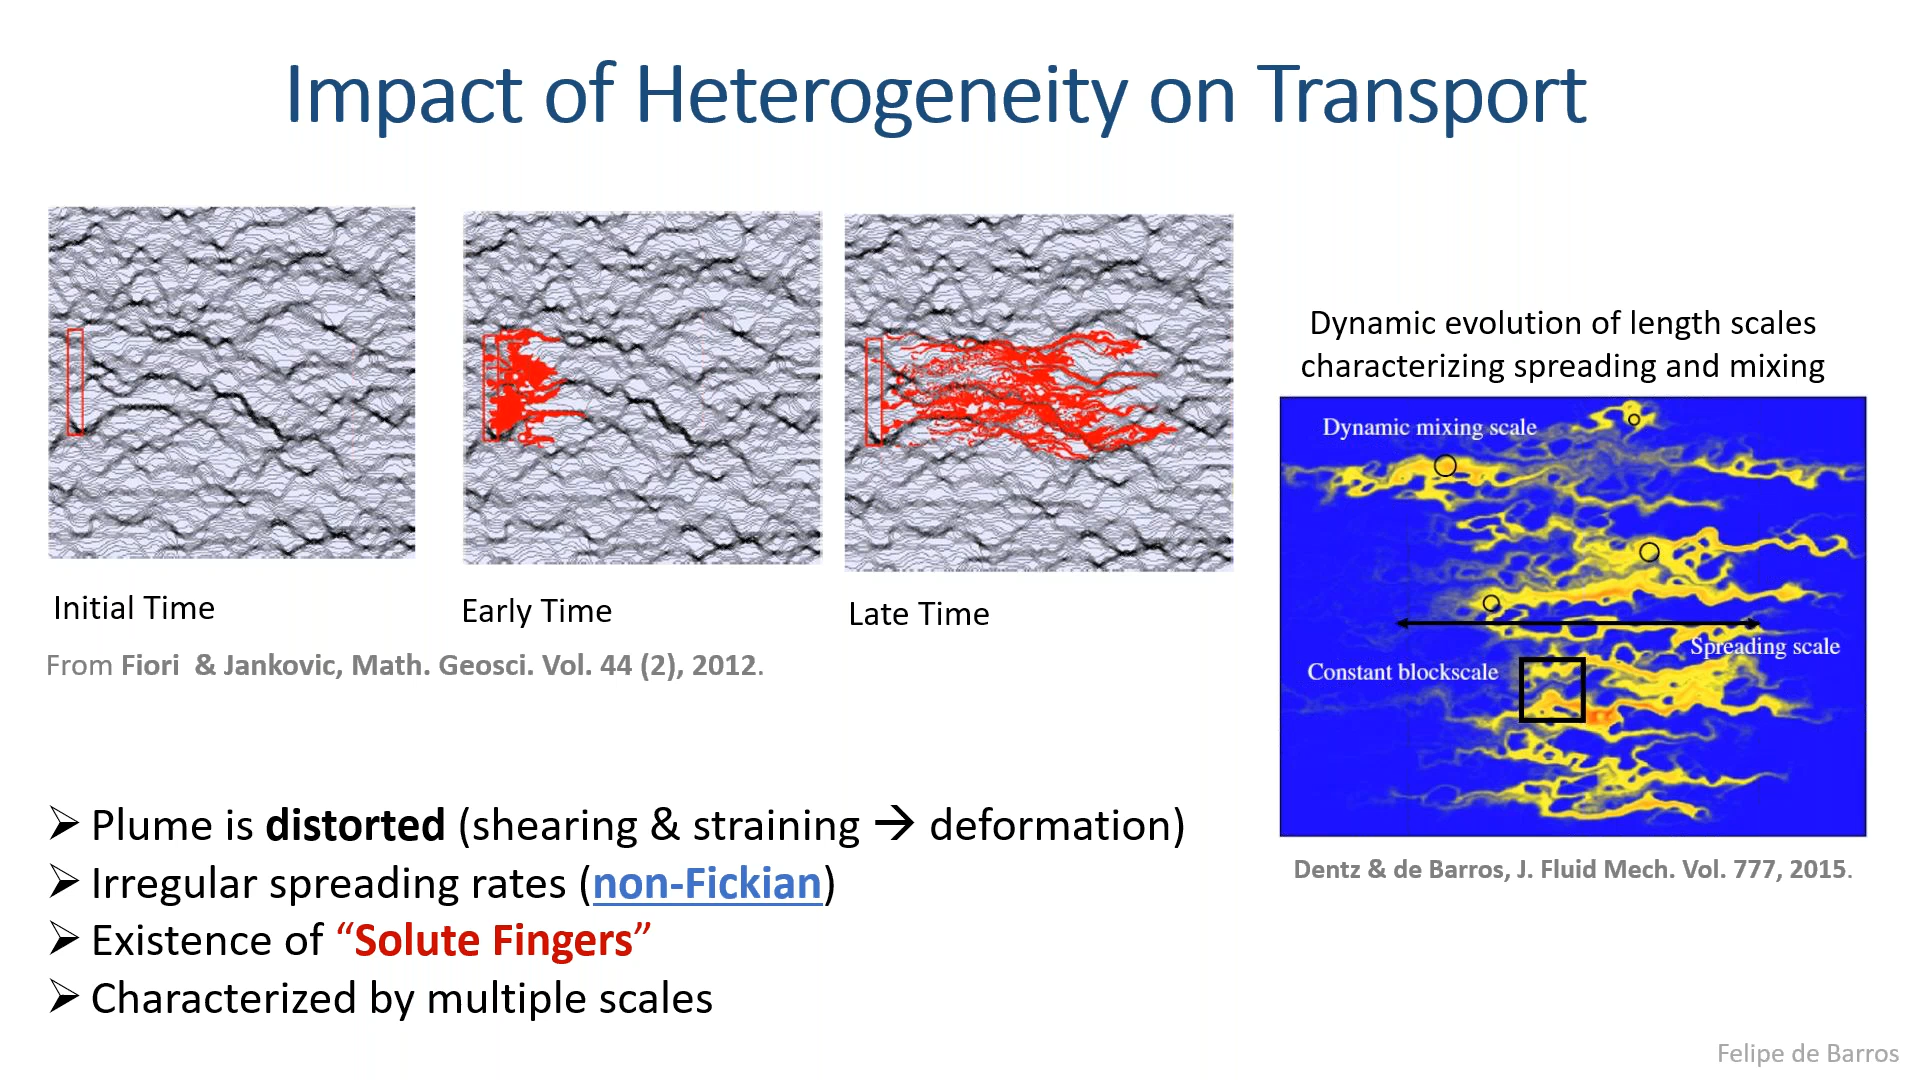 Impact of Heterogeneity on Transport
Initial Time
Early Time
Late Time
From Fiori & Jankovic, Math. Geosci. Vol. 44 (2), 2012.
Dynamic evolution of length scales
characterizing spreading and mixing
Dynamic mixing scale
Spreading scale
Constant blockscale
Dentz & de Barros, J. Fluid Mech. Vol. 777, 2015.
➢ Plume is distorted (shearing & straining → deformation)
➢ Irregular spreading rates (non-Fickian)
➢ Existence of “Solute Fingers”
➢ Characterized by multiple scales
Felipe de Barros